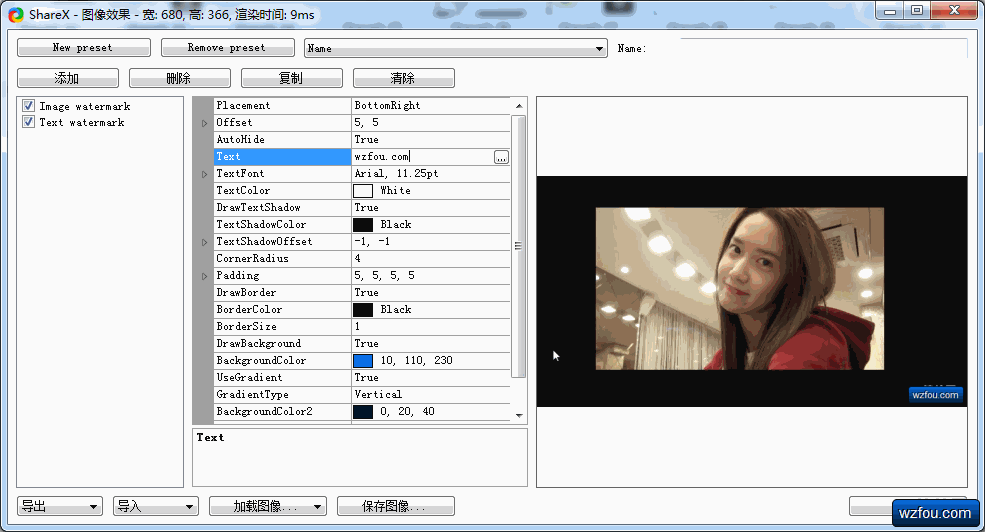 ShareX - 图像效果 - 宽: 680, 高: 366, 渲染时间: 9ms
New preset Remove preset Name Name:
添加 删除 复制 清除
Image watermark
Text watermark
Placement BottomRight
Offset 5, 5
AutoHide True
Text wzfou.com ...
TextFont Arial, 11.25pt
TextColor White
DrawTextShadow True
TextShadowColor Black
TextShadowOffset -1, -1
CornerRadius 4
Padding 5, 5, 5, 5
DrawBorder True
BorderColor Black
BorderSize 1
DrawBackground True
BackgroundColor 10, 110, 230
UseGradient True
GradientType Vertical
BackgroundColor2 0, 20, 40
Text
wzfou.com
导出 导入 加载图像... 保存图像...
wzfou.com